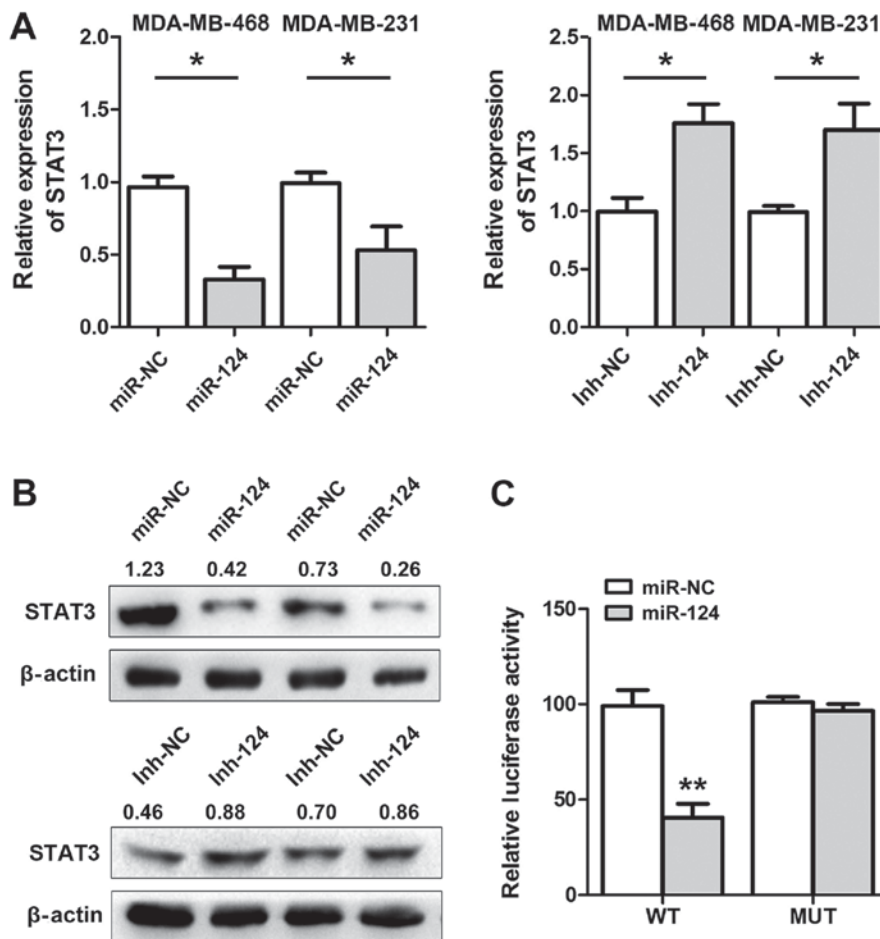 A
MDA-MB-468 MDA-MB-231
Relative expression
of STAT3
2.0
1.5
1.0
0.5
0.0
*
*
miR-NC
miR-124
miR-NC
miR-124
MDA-MB-468 MDA-MB-231
Relative expression
of STAT3
2.5
2.0
1.5
1.0
0.5
0.0
*
*
Inh-NC
Inh-124
Inh-NC
Inh-124
B
miR-NC
miR-124
miR-NC
miR-124
1.23 0.42 0.73 0.26
STAT3
β-actin
Inh-NC
Inh-124
Inh-NC
Inh-124
0.46 0.88 0.70 0.86
STAT3
β-actin
C
miR-NC
miR-124
Relative luciferase activity
150
100
50
0
**
WT MUT